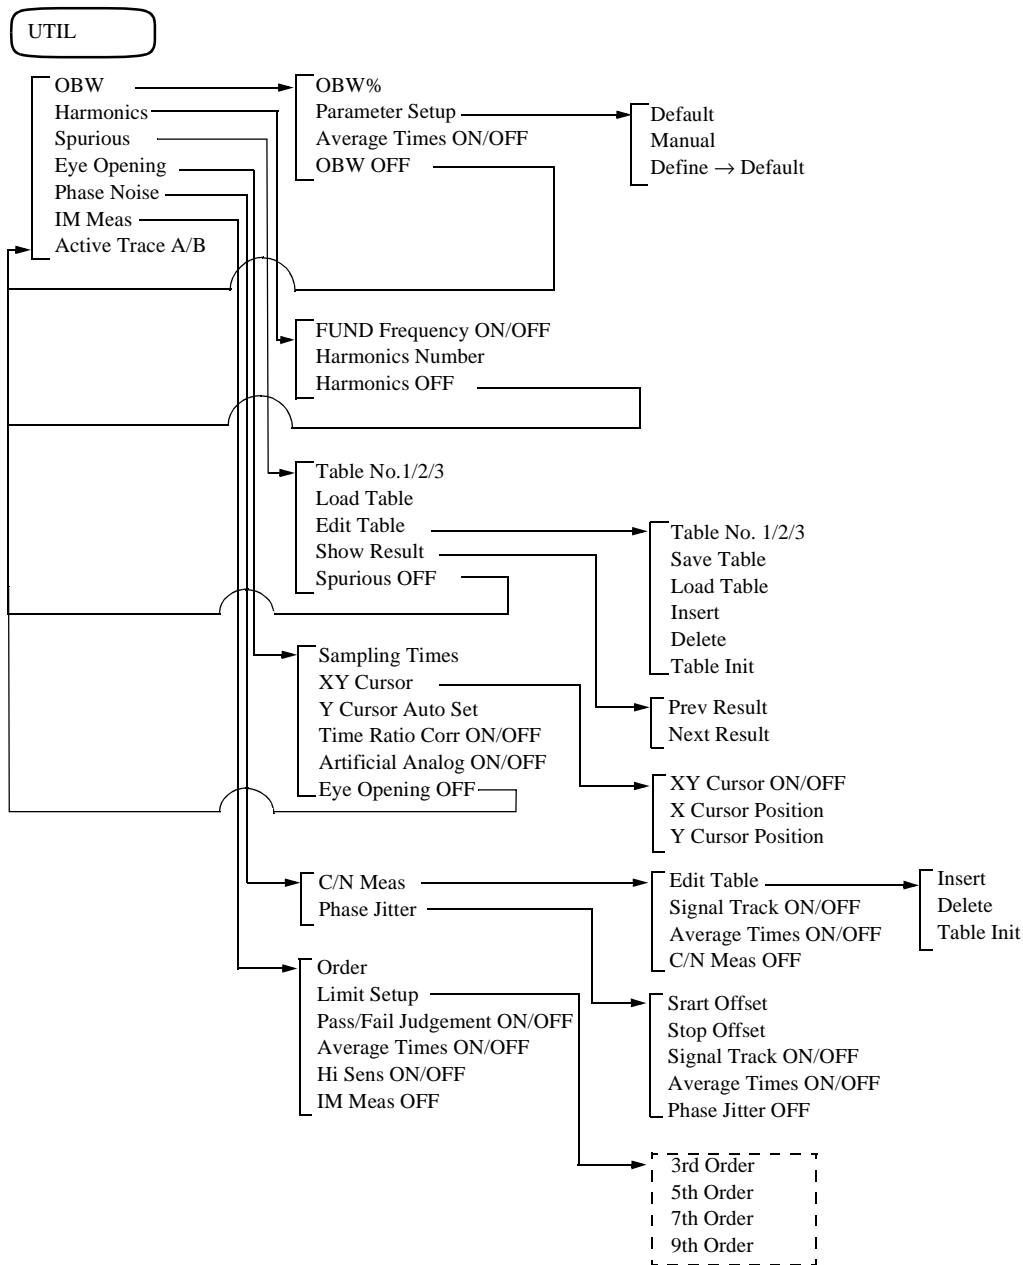 UTIL
OBW
Harmonics
Spurious
Eye Opening
Phase Noise
IM Meas
Active Trace A/B
OBW%
Parameter Setup
Average Times ON/OFF
OBW OFF
Default
Manual
Define → Default
FUND Frequency ON/OFF
Harmonics Number
Harmonics OFF
Table No.1/2/3
Load Table
Edit Table
Show Result
Spurious OFF
Table No. 1/2/3
Save Table
Load Table
Insert
Delete
Table Init
Prev Result
Next Result
Sampling Times
XY Cursor
Y Cursor Auto Set
Time Ratio Corr ON/OFF
Artificial Analog ON/OFF
Eye Opening OFF
XY Cursor ON/OFF
X Cursor Position
Y Cursor Position
C/N Meas
Phase Jitter
Edit Table
Signal Track ON/OFF
Average Times ON/OFF
C/N Meas OFF
Insert
Delete
Table Init
Srart Offset
Stop Offset
Signal Track ON/OFF
Average Times ON/OFF
Phase Jitter OFF
Order
Limit Setup
Pass/Fail Judgement ON/OFF
Average Times ON/OFF
Hi Sens ON/OFF
IM Meas OFF
3rd Order
5th Order
7th Order
9th Order